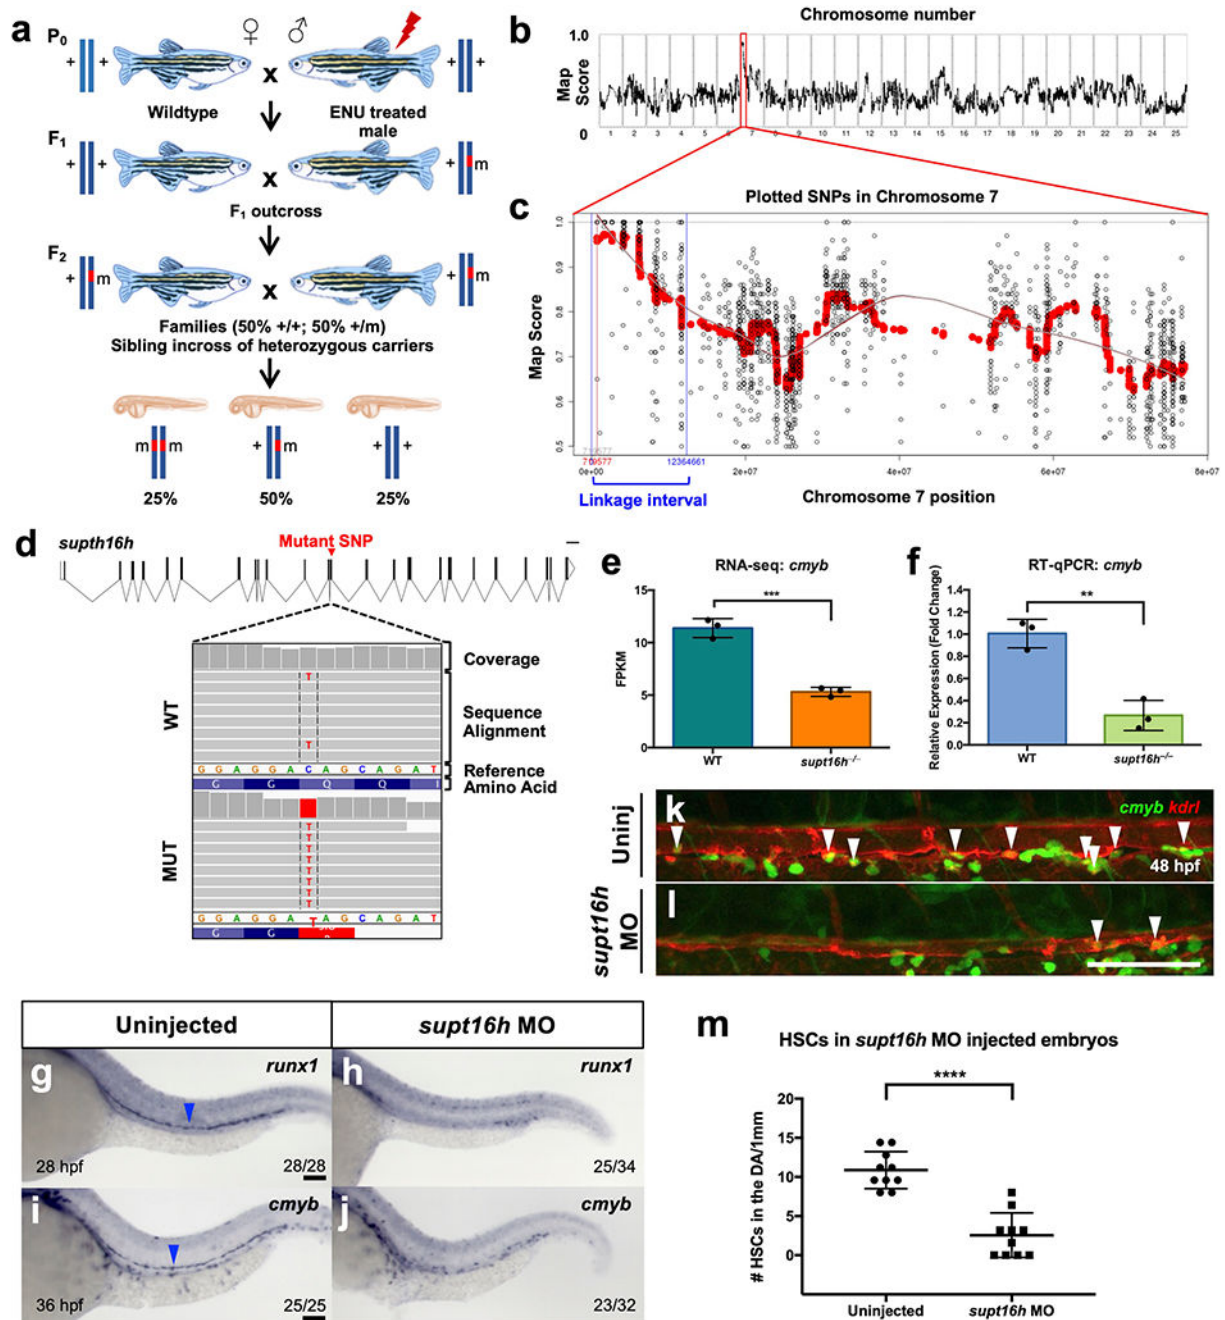 a
P0
+ +
♀ ♂
x
+ +
Wildtype
ENU treated
male
F1
+ +
x
+ m
F1 outcross
F2
+ m
x
+ m
Families (50% +/+; 50% +/m)
Sibling incross of heterozygous carriers
m m
+ m
+ +
25%
50%
25%
b
Chromosome number
Map
Score
1.0
0
1 2 3 4 5 6 7 8 9 10 11 12 13 14 15 16 17 18 19 20 21 22 23 24 25
c
Plotted SNPs in Chromosome 7
Map Score
1.0
0.9
0.8
0.7
0.6
0.5
719577
12364661
0e+00 2e+07 4e+07 6e+07 8e+07
Linkage interval
Chromosome 7 position
d
supth16h
Mutant SNP
WT
T
T
Coverage
Sequence
Alignment
G G A G G A C A G C A G A T
Reference
G G Q Q I
Amino Acid
MUT
T
T
T
T
T
T
T
G G A G G A T A G C A G A T
G G
e
RNA-seq: cmyb
***
FPKM
15
10
5
0
WT
supt16h−/−
f
RT-qPCR: cmyb
**
Relative Expression (Fold Change)
1.4
1.2
1.0
0.8
0.6
0.4
0.2
0.0
WT
supt16h−/−
Uninj
k
cmyb kdrl
48 hpf
supt16h
MO
l
Uninjected
supt16h MO
g
runx1
28 hpf
28/28
h
runx1
25/34
i
cmyb
36 hpf
25/25
j
cmyb
23/32
m
HSCs in supt16h MO injected embryos
****
# HSCs in the DA/1mm
20
15
10
5
0
Uninjected
supt16h MO